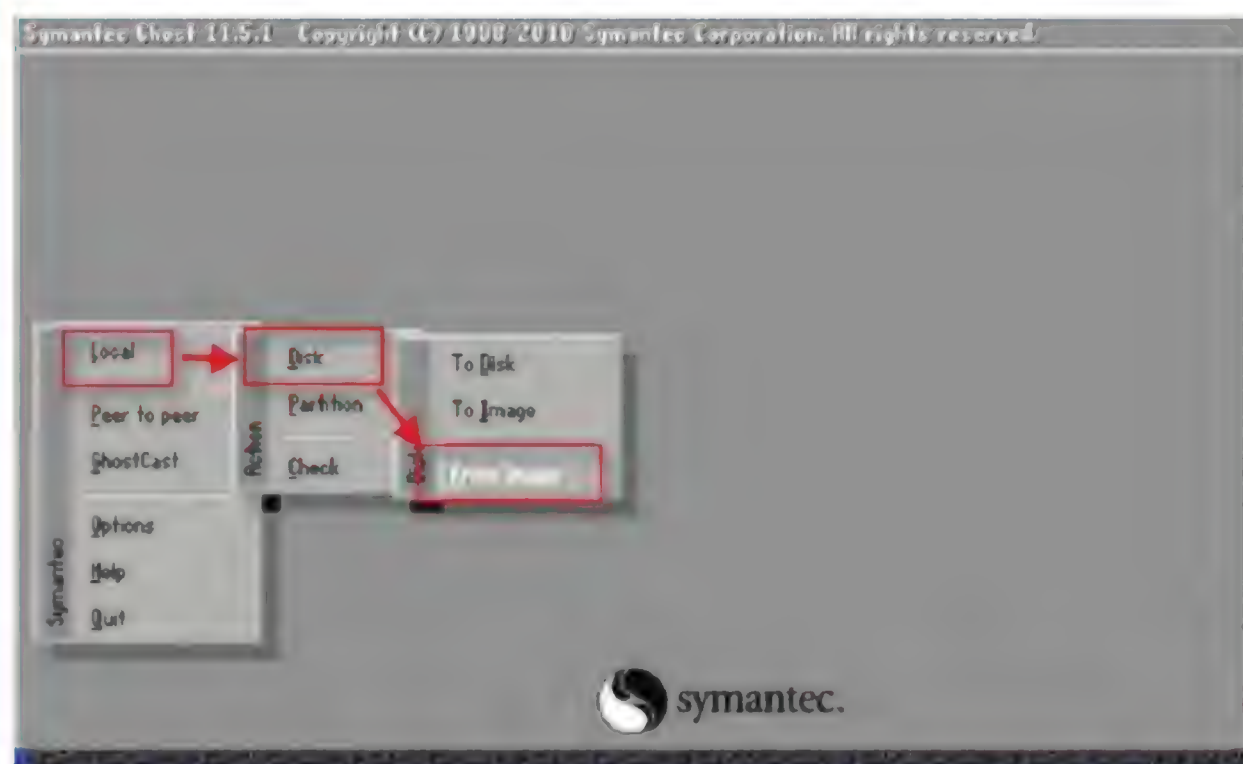 Symantec Ghost 11.5.1 Copyright (C) 1998-2010 Symantec Corporation. All rights reserved.
Local
Peer to peer
GhostCast
Options
Help
Quit
Symantec
Disk
Partition
Check
Action
To Disk
To Image
From Image
Disk
symantec.